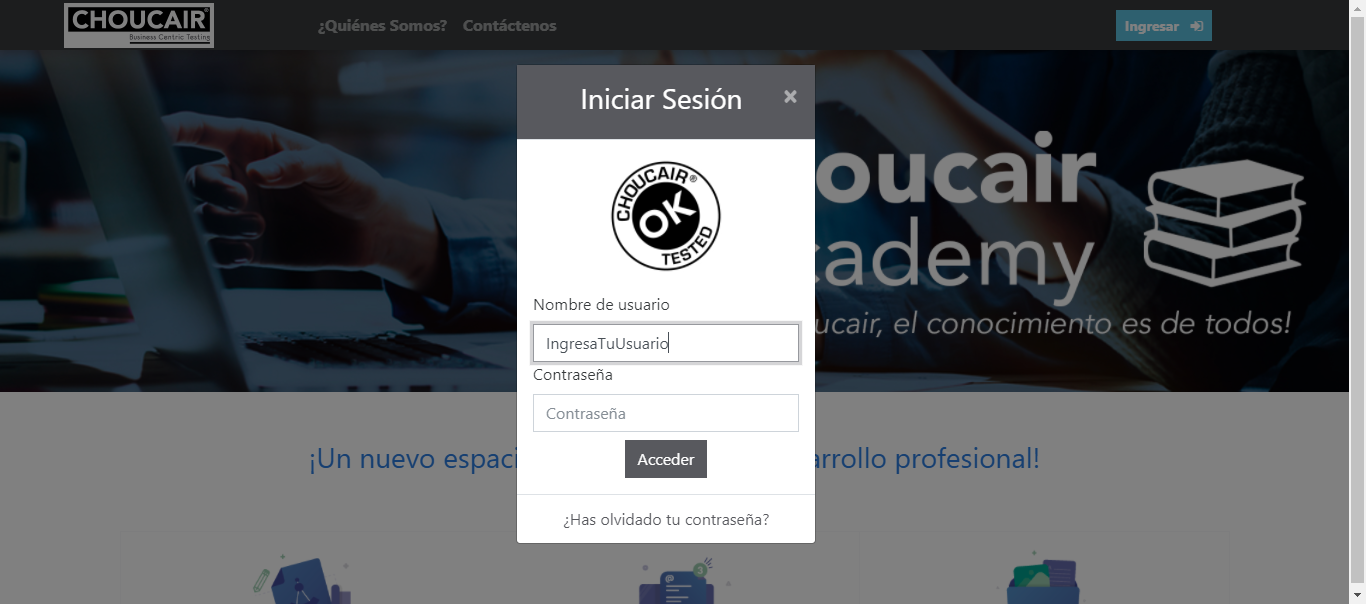 CHOUCAIR®
Business Centric Testing
¿Quiénes Somos?
Contáctenos
Ingresar
Iniciar Sesión
×
CHOUCAIR®
OK
TESTED
oucair
cademy
ucair, el conocimiento es de todos!
Nombre de usuario
IngresaTuUsuario
Contraseña
Contraseña
Acceder
¡Un nuevo espaci
rrollo profesional!
¿Has olvidado tu contraseña?